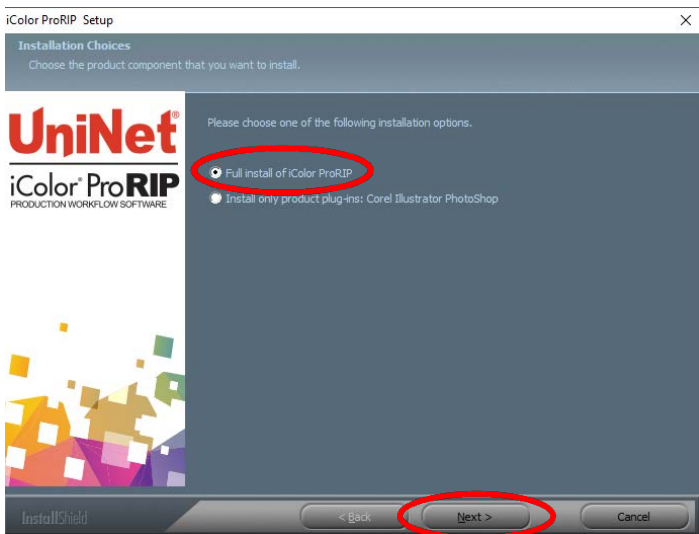 iColor ProRIP Setup
Installation Choices
Choose the product component that you want to install.
UniNet®
iColor® ProRIP
PRODUCTION WORKFLOW SOFTWARE
Please choose one of the following installation options.
Full install of iColor ProRIP
Install only product plug-ins: Corel Illustrator PhotoShop
InstallShield
< Back
Next >
Cancel